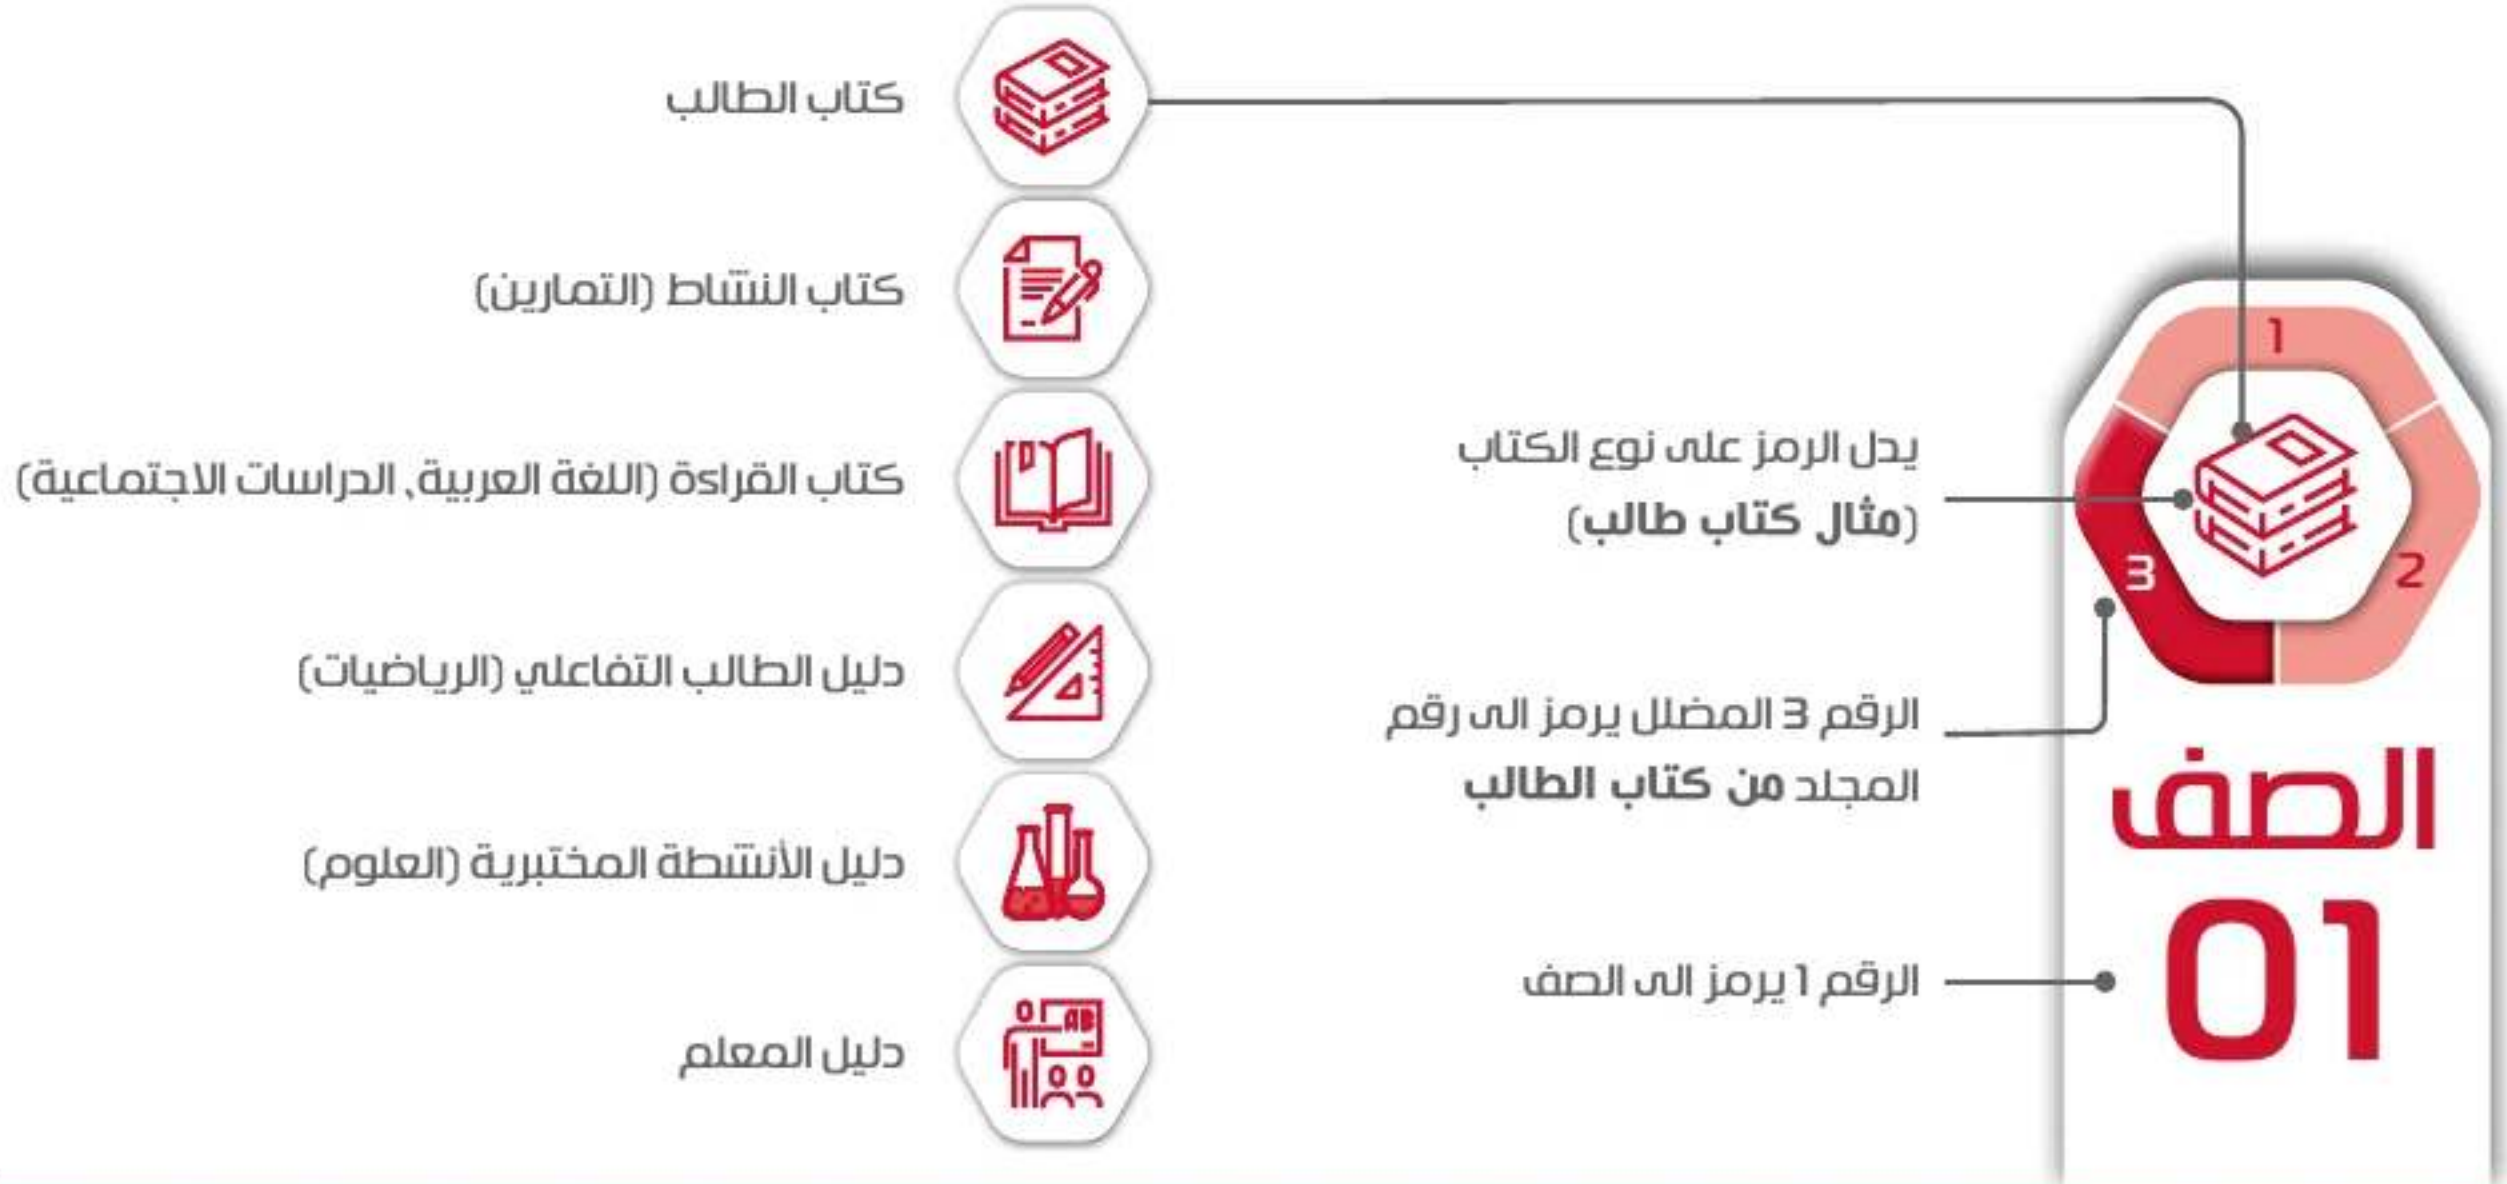 1
2
3
الصف
01
يدل الرمز على نوع الكتاب
(مثال كتاب طالب)
الرقم 3 المضلل يرمز الى رقم
المجلد من كتاب الطالب
الرقم 1 يرمز الى الصف
كتاب الطالب
كتاب النشاط (التمارين)
كتاب القراءة (اللغة العربية, الدراسات الاجتماعية)
دليل الطالب التفاعلي (الرياضيات)
دليل الأنشطة المختبرية (العلوم)
AB
دليل المعلم